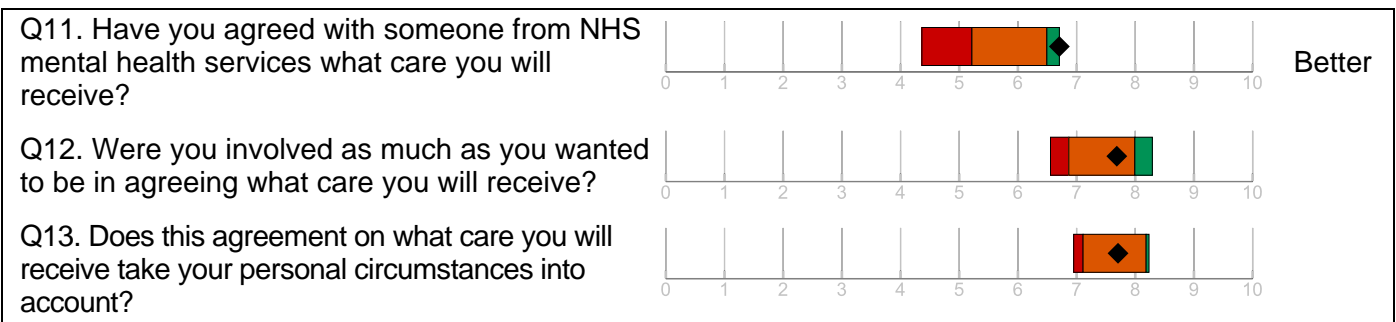 Q11. Have you agreed with someone from NHS
mental health services what care you will
receive?
0 1 2 3 4 5 6 7 8 9 10
Better
Q12. Were you involved as much as you wanted
to be in agreeing what care you will receive?
0 1 2 3 4 5 6 7 8 9 10
Q13. Does this agreement on what care you will
receive take your personal circumstances into
account?
0 1 2 3 4 5 6 7 8 9 10